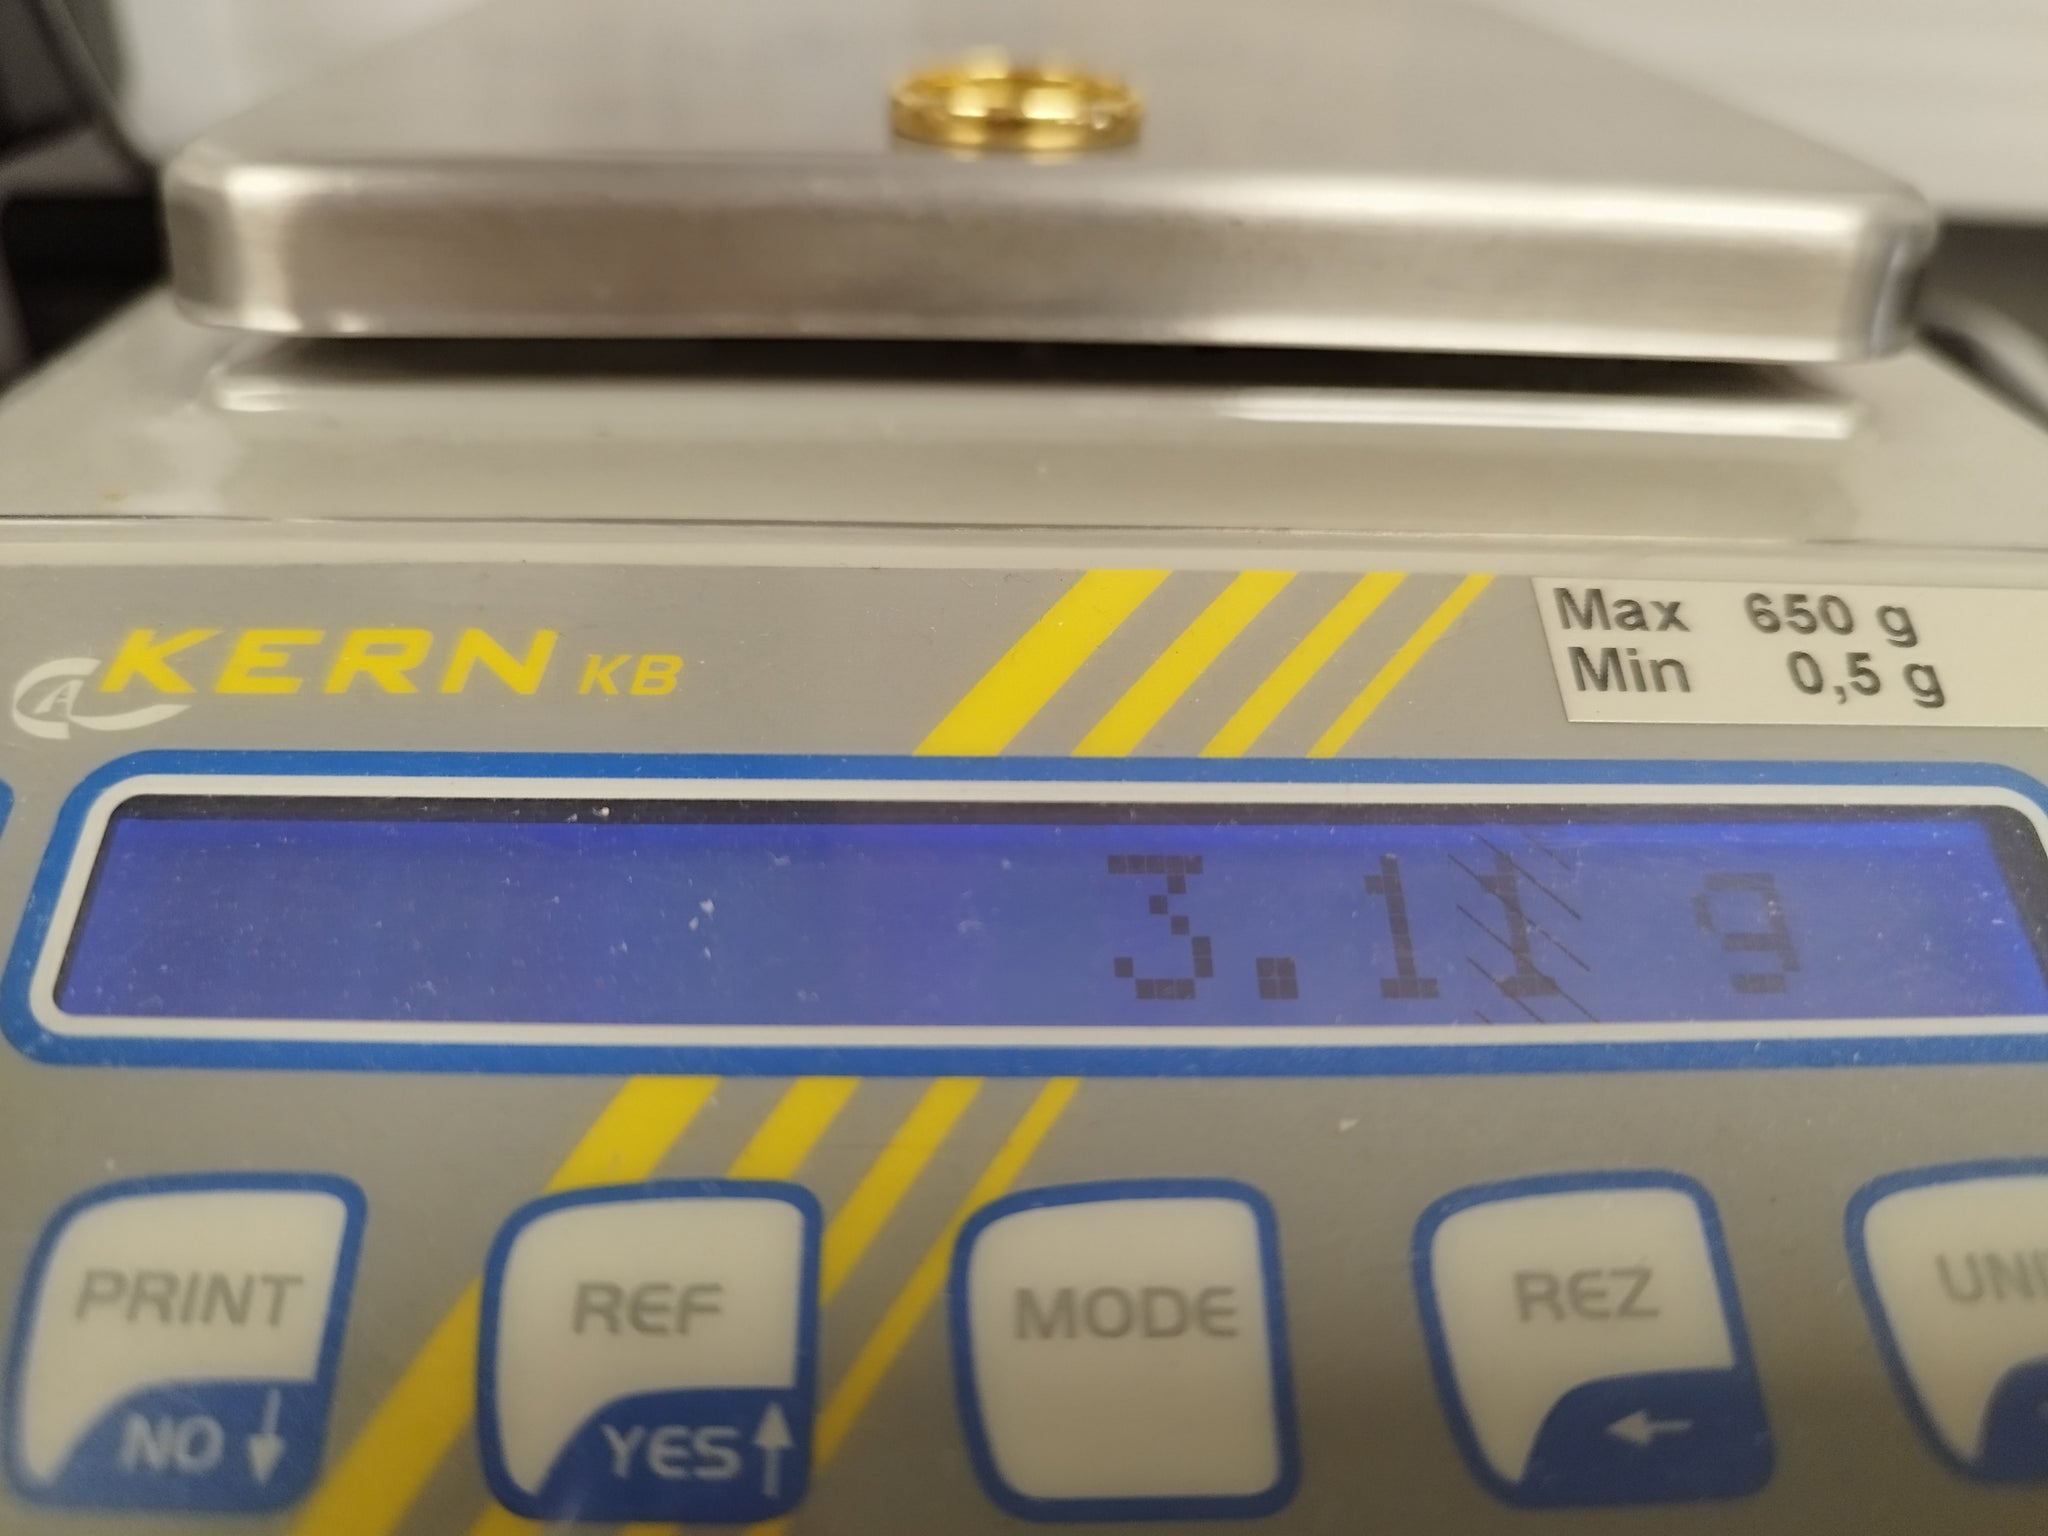 KERN KB
Max 650 g
Min 0,5 g
3.11 g
PRINT
NO
REF
YES
MODE
REZ